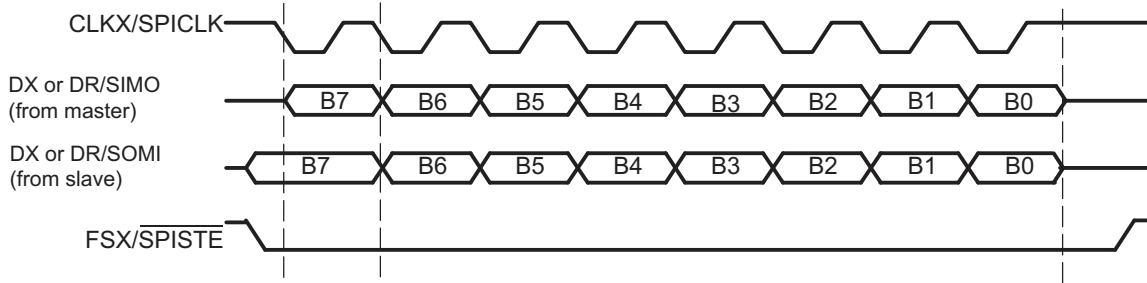 CLKX/SPICLK
DX or DR/SIMO
(from master)
B7 B6 B5 B4 B3 B2 B1 B0
DX or DR/SOMI
(from slave)
B7 B6 B5 B4 B3 B2 B1 B0
FSX/SPISTE